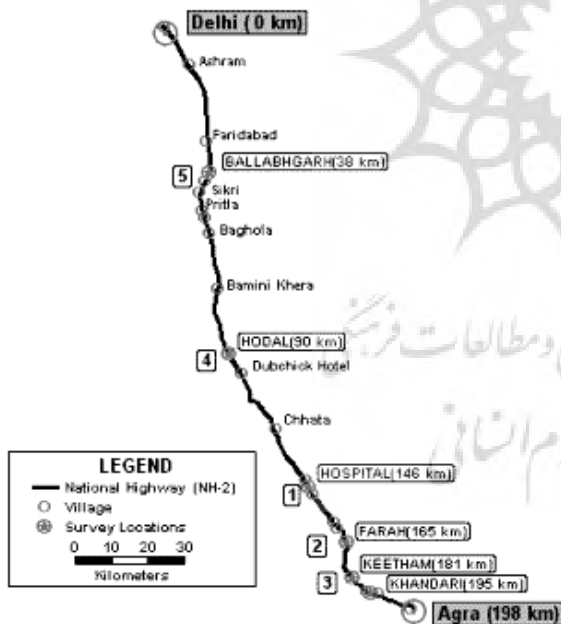 Delhi ( 0 km)
Ashram
Faridabad
BALLABHGARH(38 km)
5
Sikri
Pritla
Baghola
Bamini Khera
و مطالعات فرہنگی
HODAL(90 km)
4
Dubchick Hotel
Chhata
LEGEND
National Highway (NH-2)
Village
Survey Locations
0 10 20 30
Kilometers
HOSPITAL(146 km)
1
FARAH(165 km)
2
KEETHAM(181 km)
3
KHANDARI(195 km)
Agra (198 km)